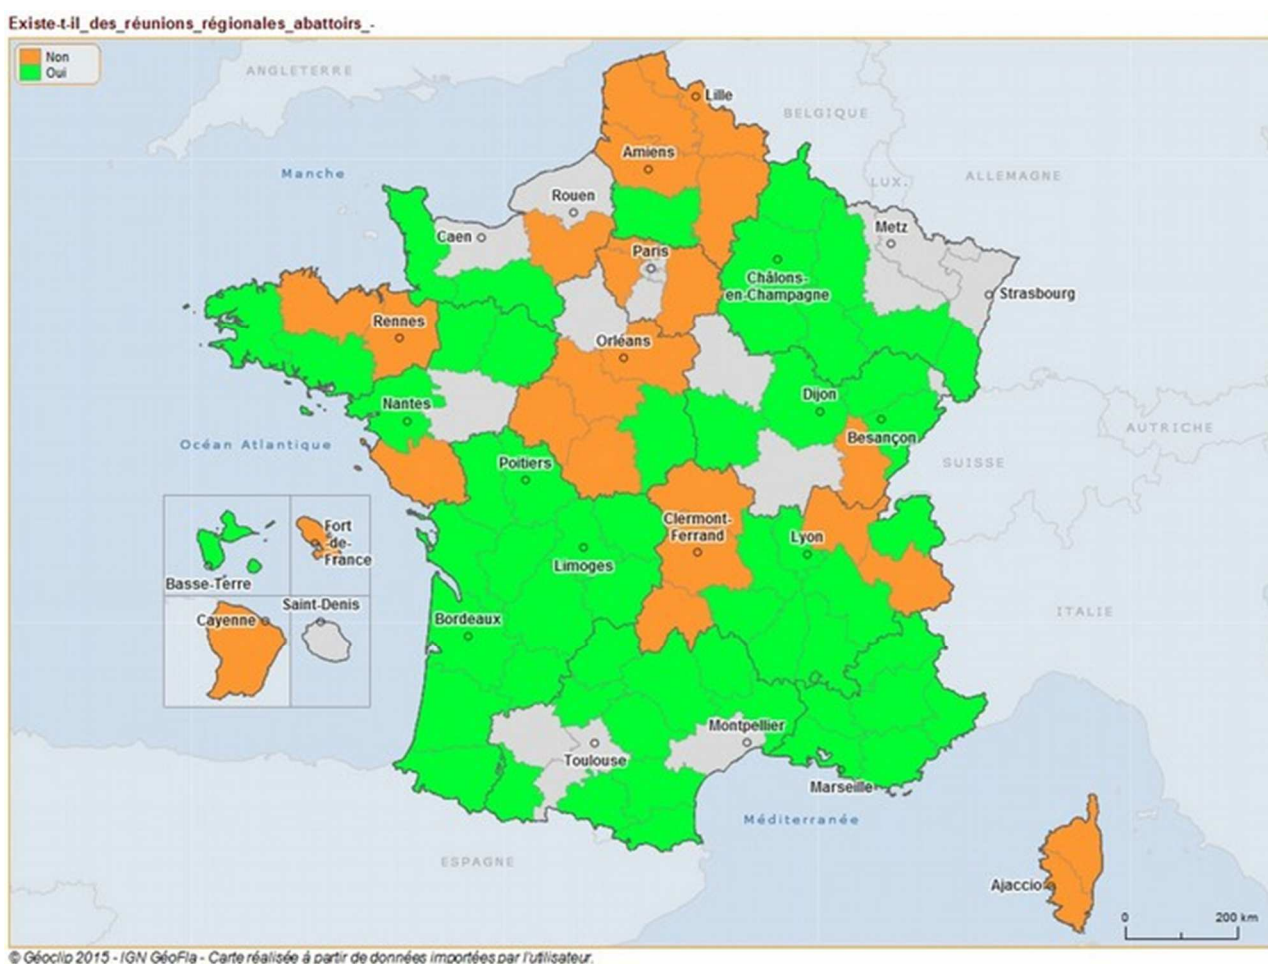 Existe-t-il_des_réunions_régionales_abattoirs_-
Non
Oui
ANGLETERRE
Lille
BELGIQUE
Amiens
Manche
LUX.
ALLEMAGNE
Rouen
Metz
Caen
Paris
Châlons-
en-Champagne
Strasbourg
Rennes
Orléans
Dijon
Nantes
Besançon
AUTRICHE
Océan Atlantique
Poitiers
SUISSE
Clermont-
Ferrand
Lyon
Fort
-de-
France
Limoges
Basse-Terre
Saint-Denis
ITALIE
Cayenne
Bordeaux
Montpellier
Toulouse
Marseille
Méditerranée
ESPAGNE
Ajaccio
0 200 km
© Géoclip 2015 - IGN GéoFla - Carte réalisée à partir de données importées par l'utilisateur.